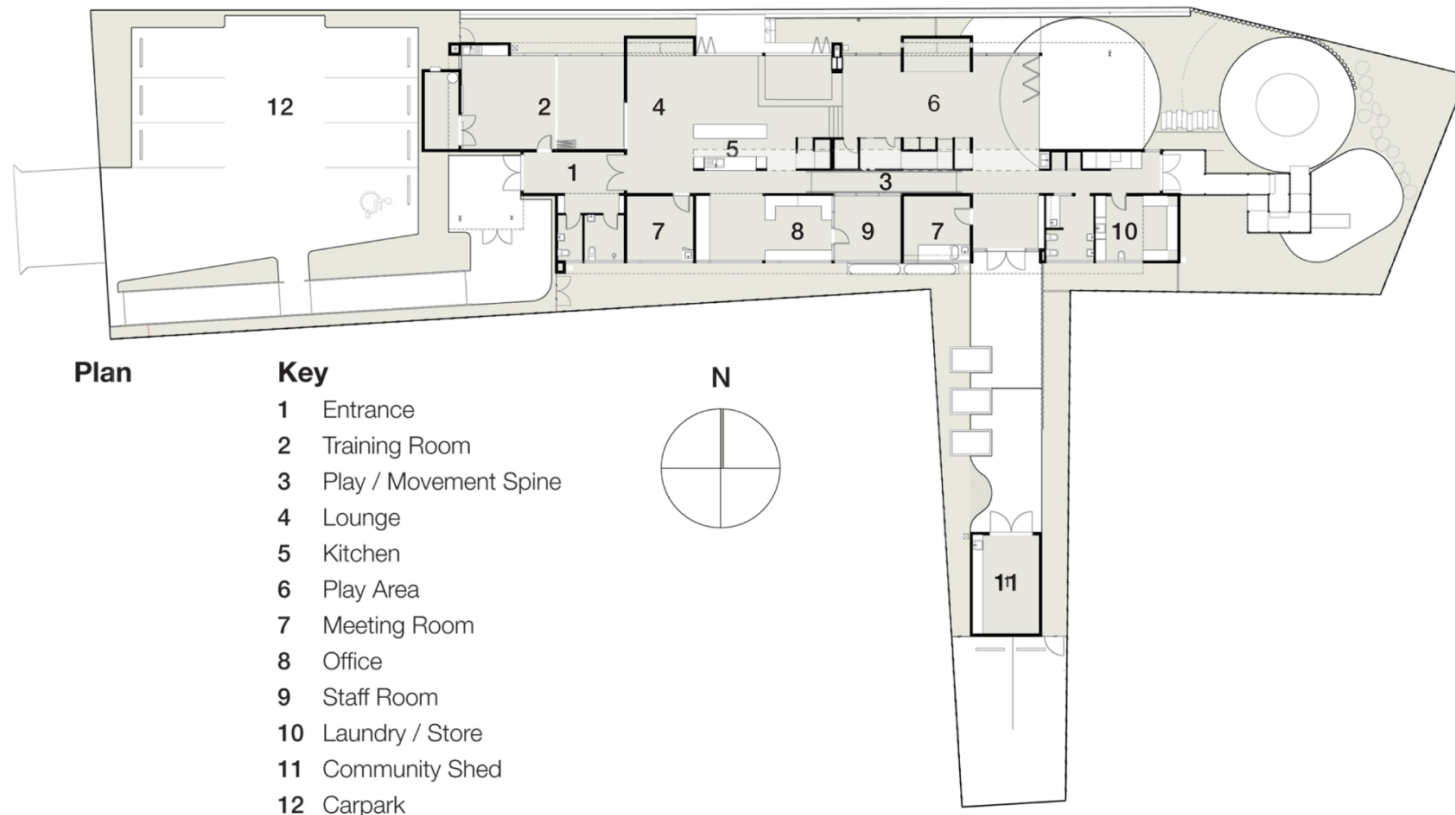 12
2
4
6
5
1
3
7
8
9
7
10
11
Plan
Key
N
1 Entrance
2 Training Room
3 Play / Movement Spine
4 Lounge
5 Kitchen
6 Play Area
7 Meeting Room
8 Office
9 Staff Room
10 Laundry / Store
11 Community Shed
12 Carpark